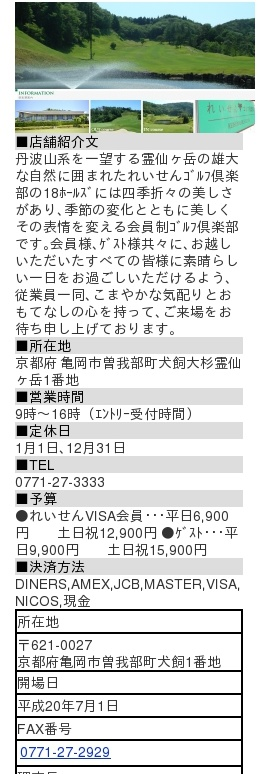 INFORMATION
れいせ
■店舗紹介文
丹波山系を一望する霊仙ヶ岳の雄大
な自然に囲まれたれいせんｺﾞﾙﾌ倶楽
部の18ﾎｰﾙｽﾞには四季折々の美しさ
があり、季節の変化とともに美しく
その表情を変える会員制ｺﾞﾙﾌ倶楽部
です。会員様、ｹﾞｽﾄ様共々に、お越し
いただいたすべての皆様に素晴らし
い一日をお過ごしいただけるよう、
従業員一同、こまやかな気配りとお
もてなしの心を持って、ご来場をお
待ち申し上げております。
■所在地
京都府 亀岡市曽我部町犬飼大杉霊仙
ヶ岳1番地
■営業時間
9時〜16時（ｴﾝﾄﾘｰ受付時間）
■定休日
1月1日、12月31日
■TEL
0771-27-3333
■予算
●れいせんVISA会員･･･平日6,900
円　　土日祝12,900円 ●ｹﾞｽﾄ･･･平
日9,900円　　土日祝15,900円
■決済方法
DINERS,AMEX,JCB,MASTER,VISA,
NICOS,現金
所在地
〒621-0027
京都府亀岡市曽我部町犬飼1番地
開場日
平成20年7月1日
FAX番号
0771-27-2929